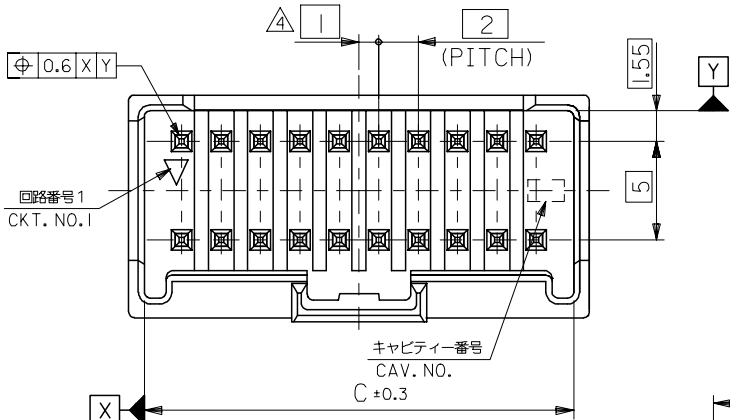 4 1 2
(PITCH)
1.55
Y
⌖ 0.6 X Y
回路番号1
CKT. NO.1
5
キャビティー番号
CAV. NO.
C ±0.3
X